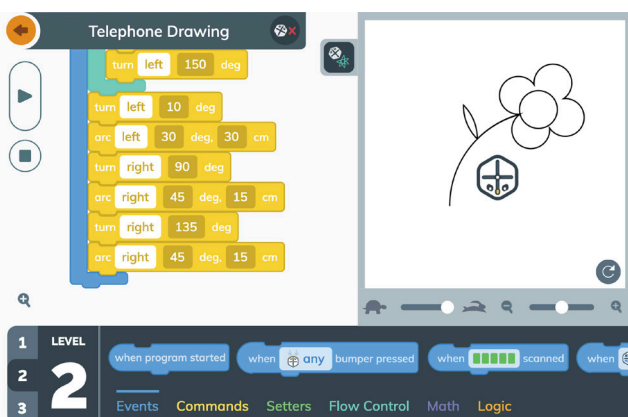 Telephone Drawing
turn left 150 deg
turn left 10 deg
arc left 30 deg, 30 cm
turn right 90 deg
arc right 45 deg, 15 cm
turn right 135 deg
arc right 45 deg, 15 cm
1
2
3
LEVEL
2
when program started
when any bumper pressed
when scanned
when
Events Commands Setters Flow Control Math Logic